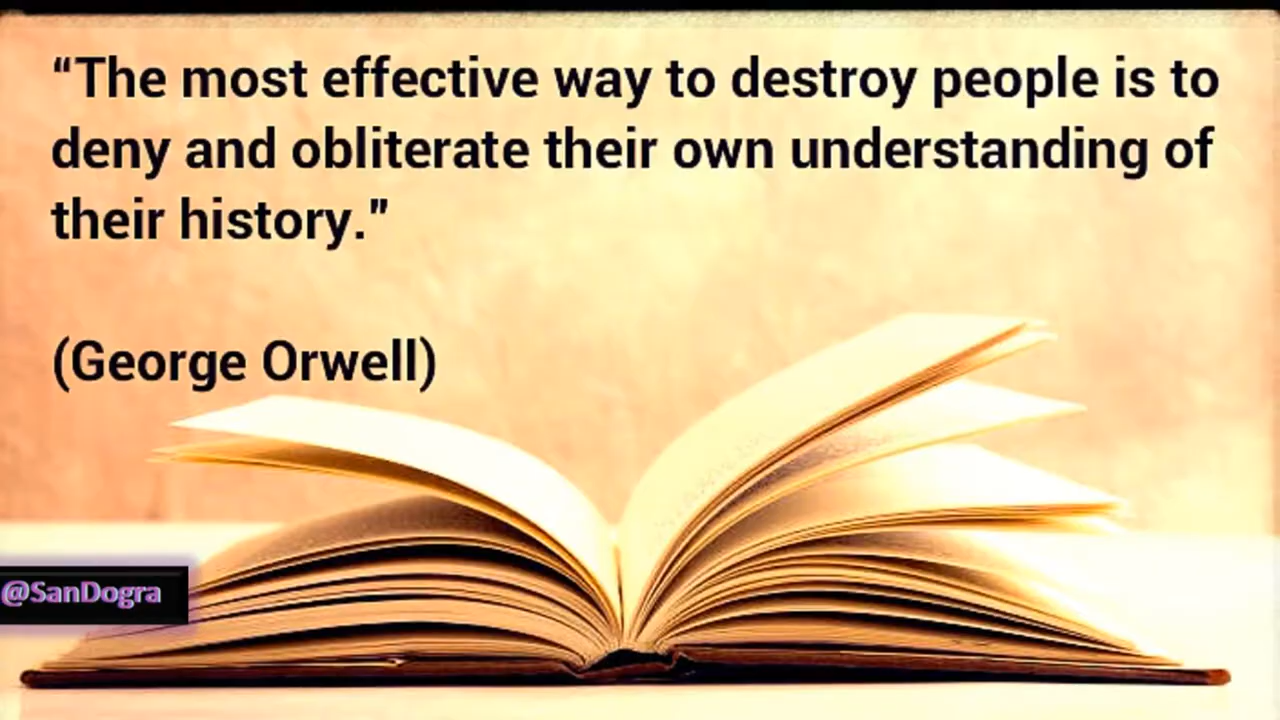 “The most effective way to destroy people is to
deny and obliterate their own understanding of
their history.”
(George Orwell)
@SanDogra